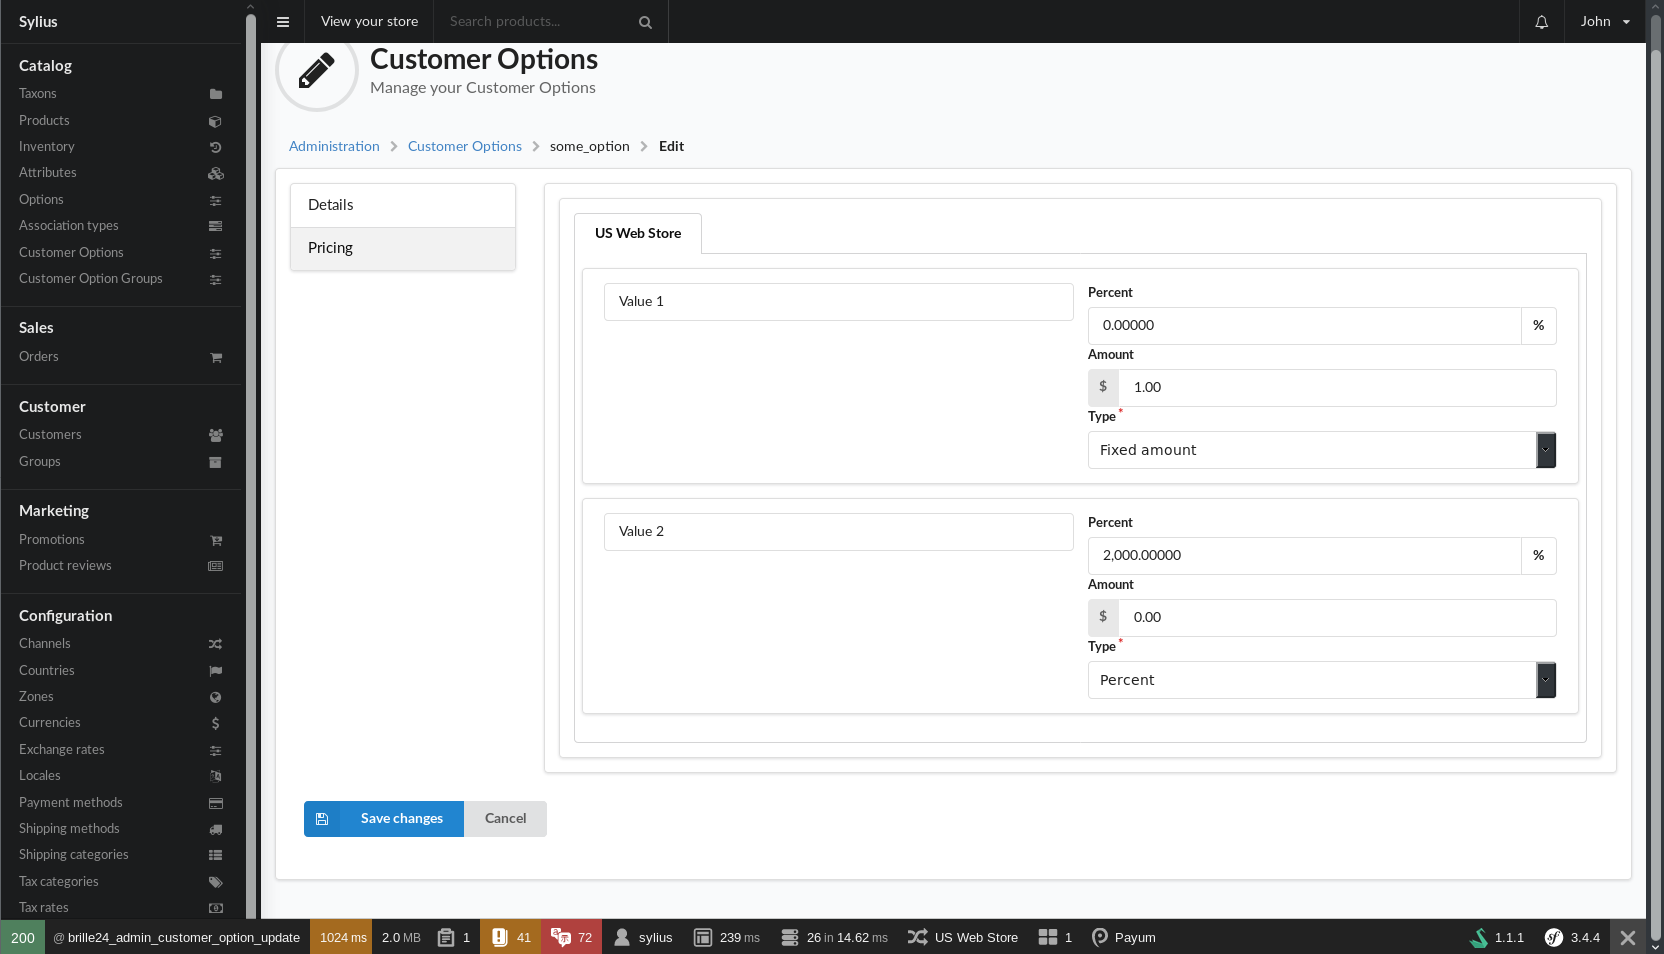 Sylius
View your store
Search products...
John
Catalog
Taxons
Products
Inventory
Attributes
Options
Association types
Customer Options
Customer Option Groups
Sales
Orders
Customer
Customers
Groups
Marketing
Promotions
Product reviews
Configuration
Channels
Countries
Zones
Currencies
Exchange rates
Locales
Payment methods
Shipping methods
Shipping categories
Tax categories
Tax rates
Customer Options
Manage your Customer Options
Administration > Customer Options > some_option > Edit
Details
Pricing
US Web Store
Value 1
Percent
0.00000 %
Amount
$ 1.00
Type *
Fixed amount
Value 2
Percent
2,000.00000 %
Amount
$ 0.00
Type *
Percent
Save changes
Cancel
200 @ brille24_admin_customer_option_update 1024 ms 2.0 MB 1 41 72 sylius 239 ms 26 in 14.62 ms US Web Store 1 Payum 1.1.1 sf 3.4.4